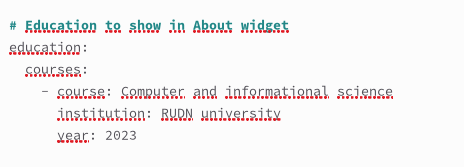 # Education to show in About widget
education:
  courses:
    - course: Computer and informational science
      institution: RUDN university
      year: 2023